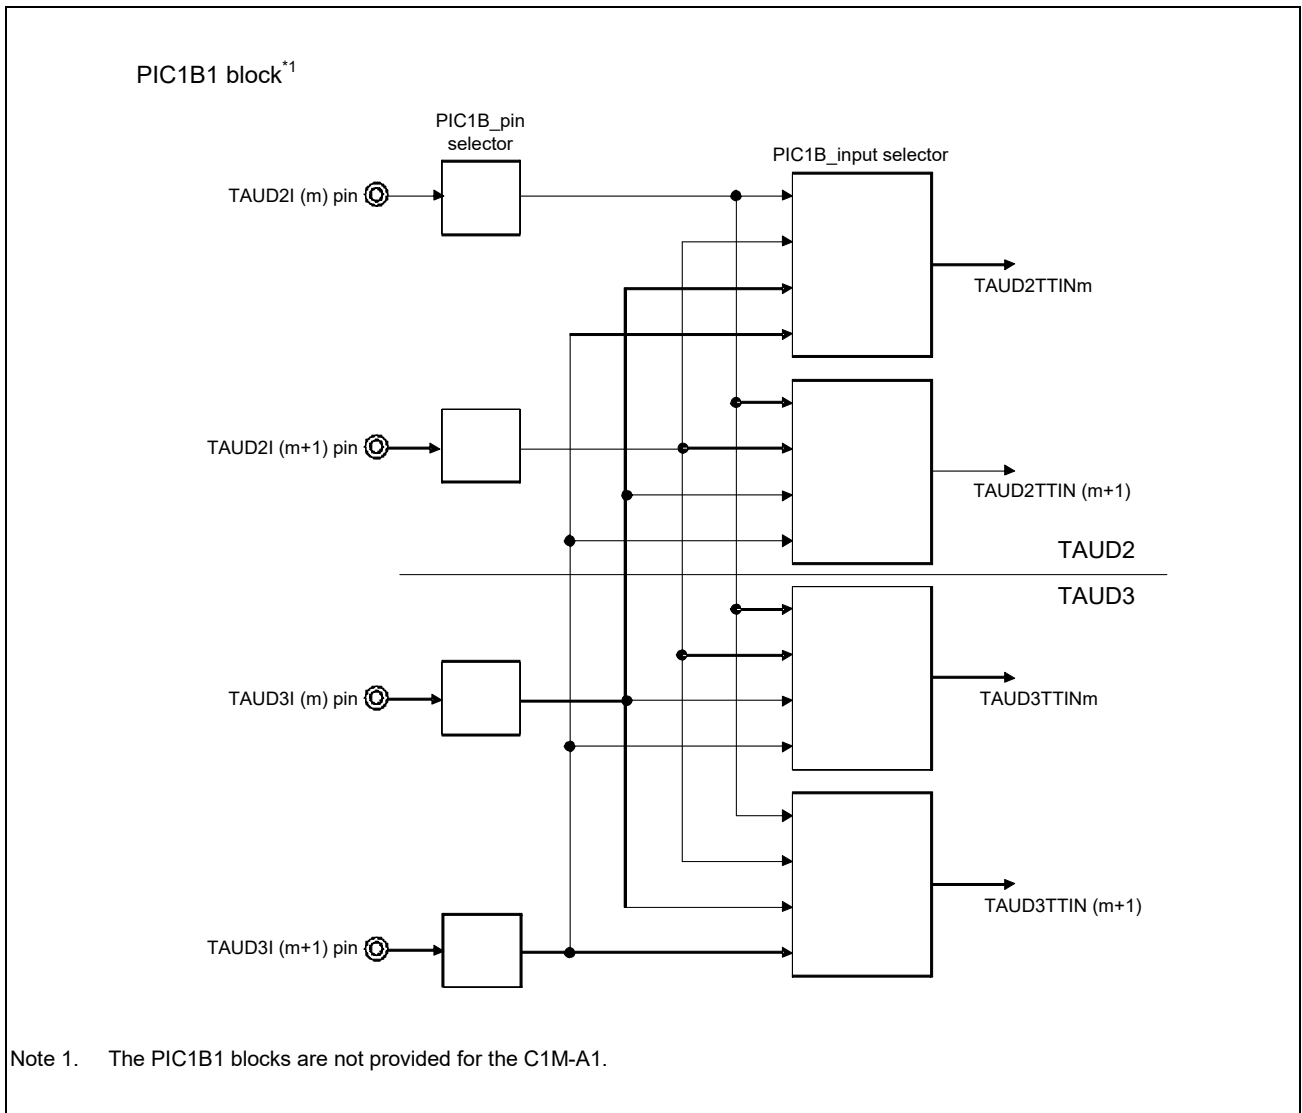 PIC1B1 block*1
PIC1B_pin
selector
PIC1B_input selector
TAUD2I (m) pin
TAUD2TTINm
TAUD2I (m+1) pin
TAUD2TTIN (m+1)
TAUD2
TAUD3
TAUD3I (m) pin
TAUD3TTINm
TAUD3TTIN (m+1)
TAUD3I (m+1) pin
Note 1. The PIC1B1 blocks are not provided for the C1M-A1.